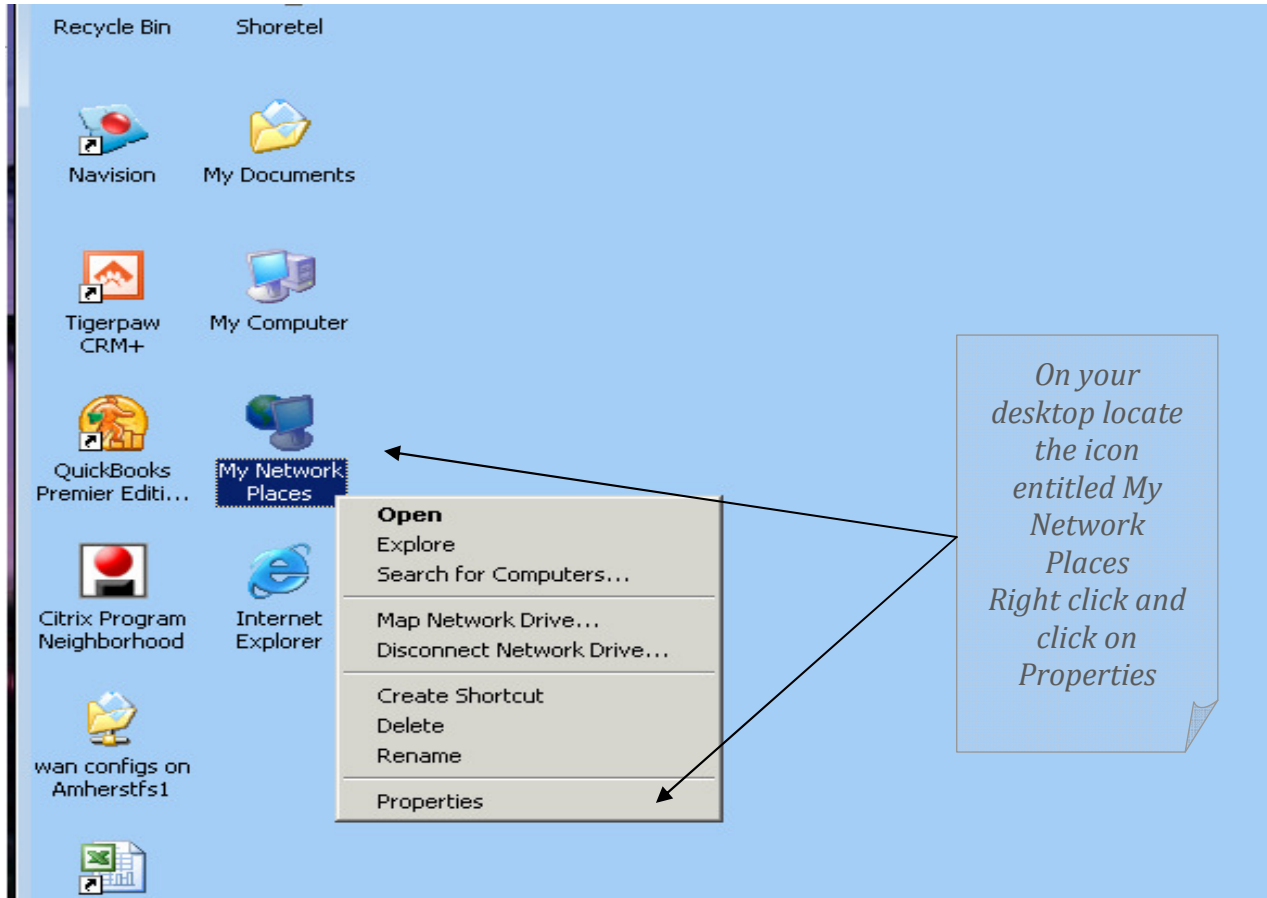 Recycle Bin
Shoretel
Navision
My Documents
Tigerpaw
CRM+
My Computer
QuickBooks
Premier Editi...
My Network
Places
Citrix Program
Neighborhood
Internet
Explorer
wan configs on
Amherstfs1
Open
Explore
Search for Computers...
Map Network Drive...
Disconnect Network Drive...
Create Shortcut
Delete
Rename
Properties
On your
desktop locate
the icon
entitled My
Network
Places
Right click and
click on
Properties